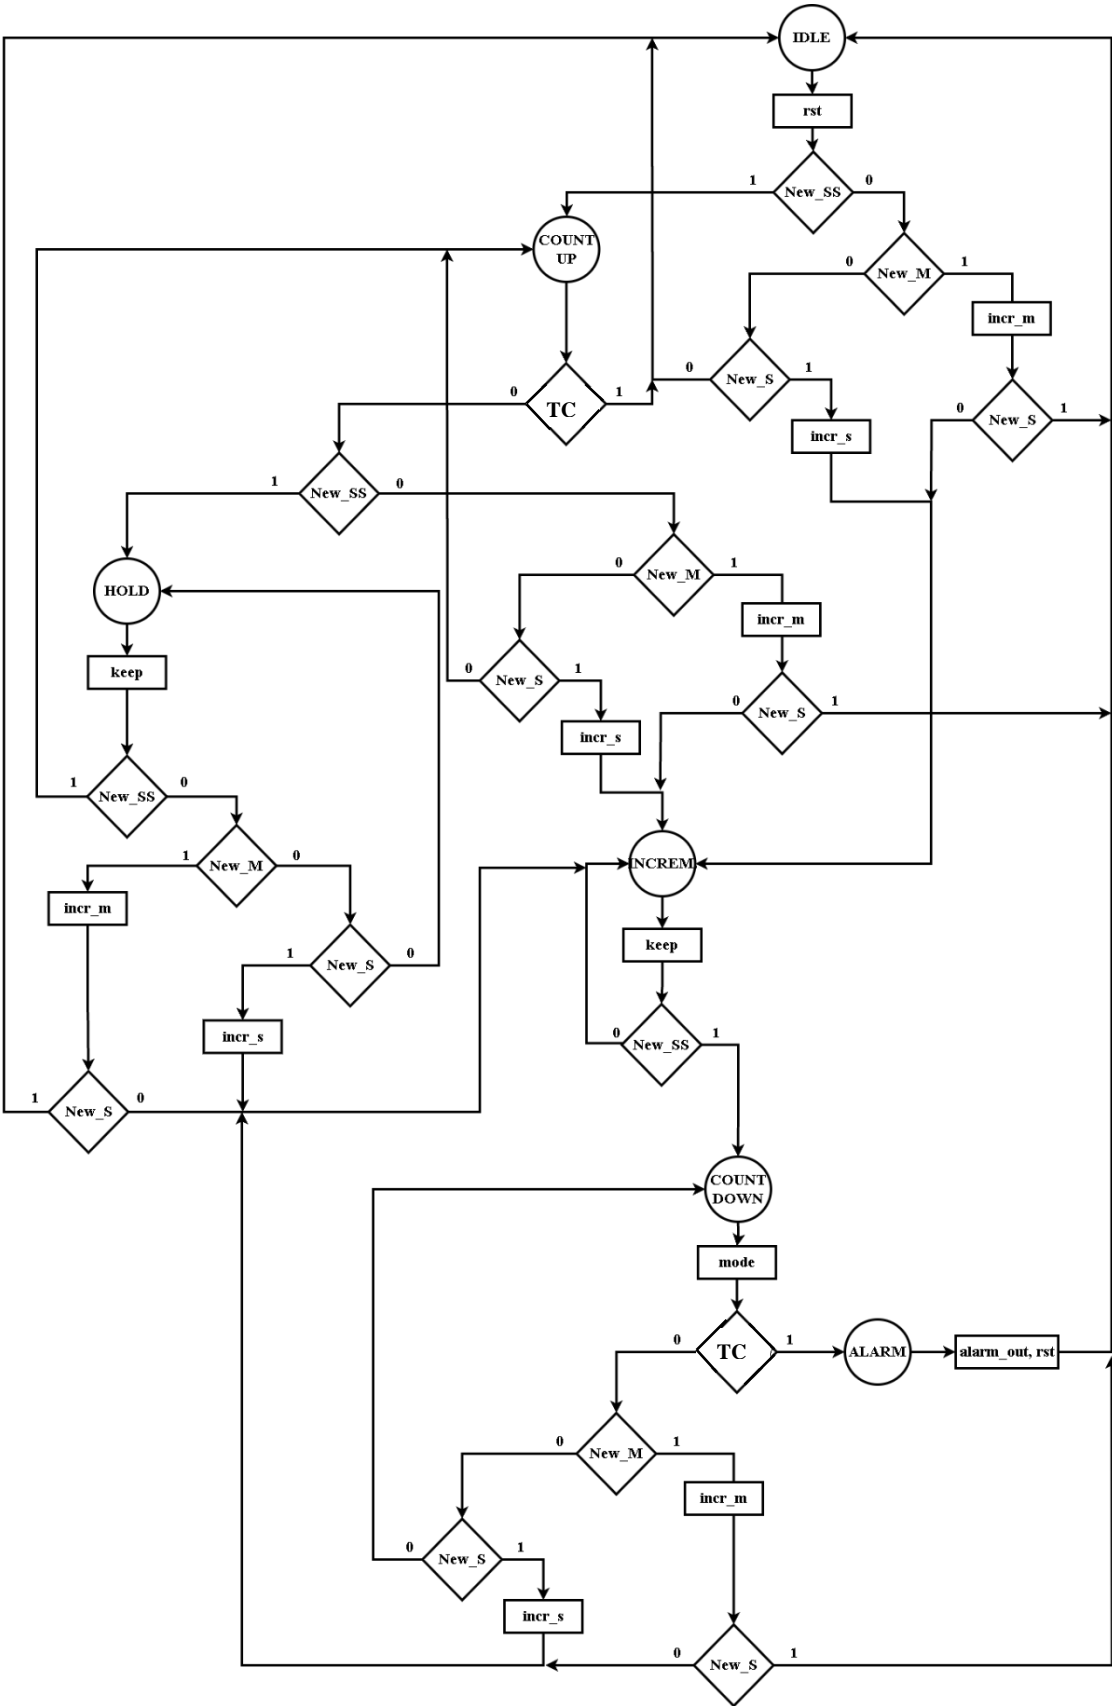 IDLE
rst
1
New_SS
0
COUNT
UP
0
New_M
1
incr_m
0
New_S
1
0
New_S
1
0
TC
1
incr_s
1
New_SS
0
0
New_M
1
HOLD
incr_m
keep
0
New_S
1
0
New_S
1
incr_s
1
New_SS
0
1
New_M
0
INCREM
incr_m
keep
1
New_S
0
incr_s
0
New_SS
1
1
New_S
0
COUNT
DOWN
mode
0
TC
1
ALARM
alarm_out, rst
0
New_M
1
incr_m
0
New_S
1
incr_s
0
New_S
1